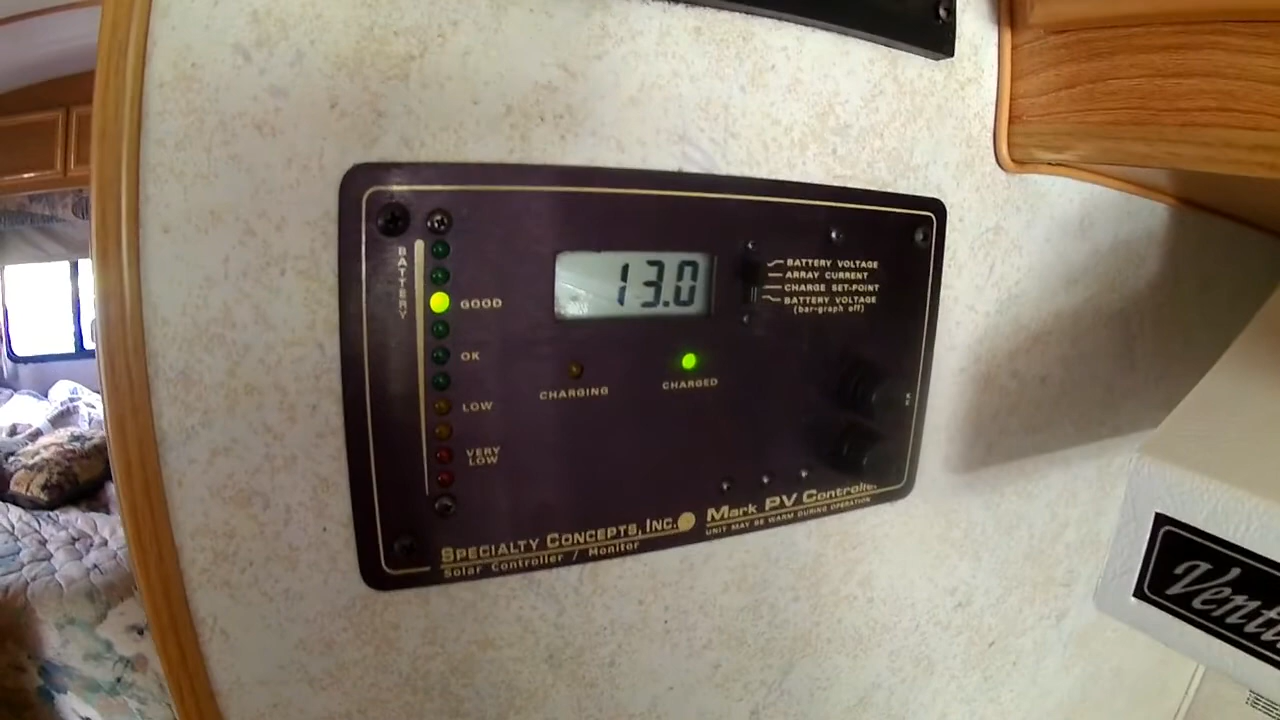 BATTERY
GOOD
OK
LOW
VERY
LOW
13.0
CHARGING
CHARGED
BATTERY VOLTAGE
ARRAY CURRENT
CHARGE SET-POINT
BATTERY VOLTAGE
(bar-graph off)
SPECIALTY CONCEPTS, INC.
Solar Controller / Monitor
Mark PV Controller
UNIT MAY BE WARM DURING OPERATION